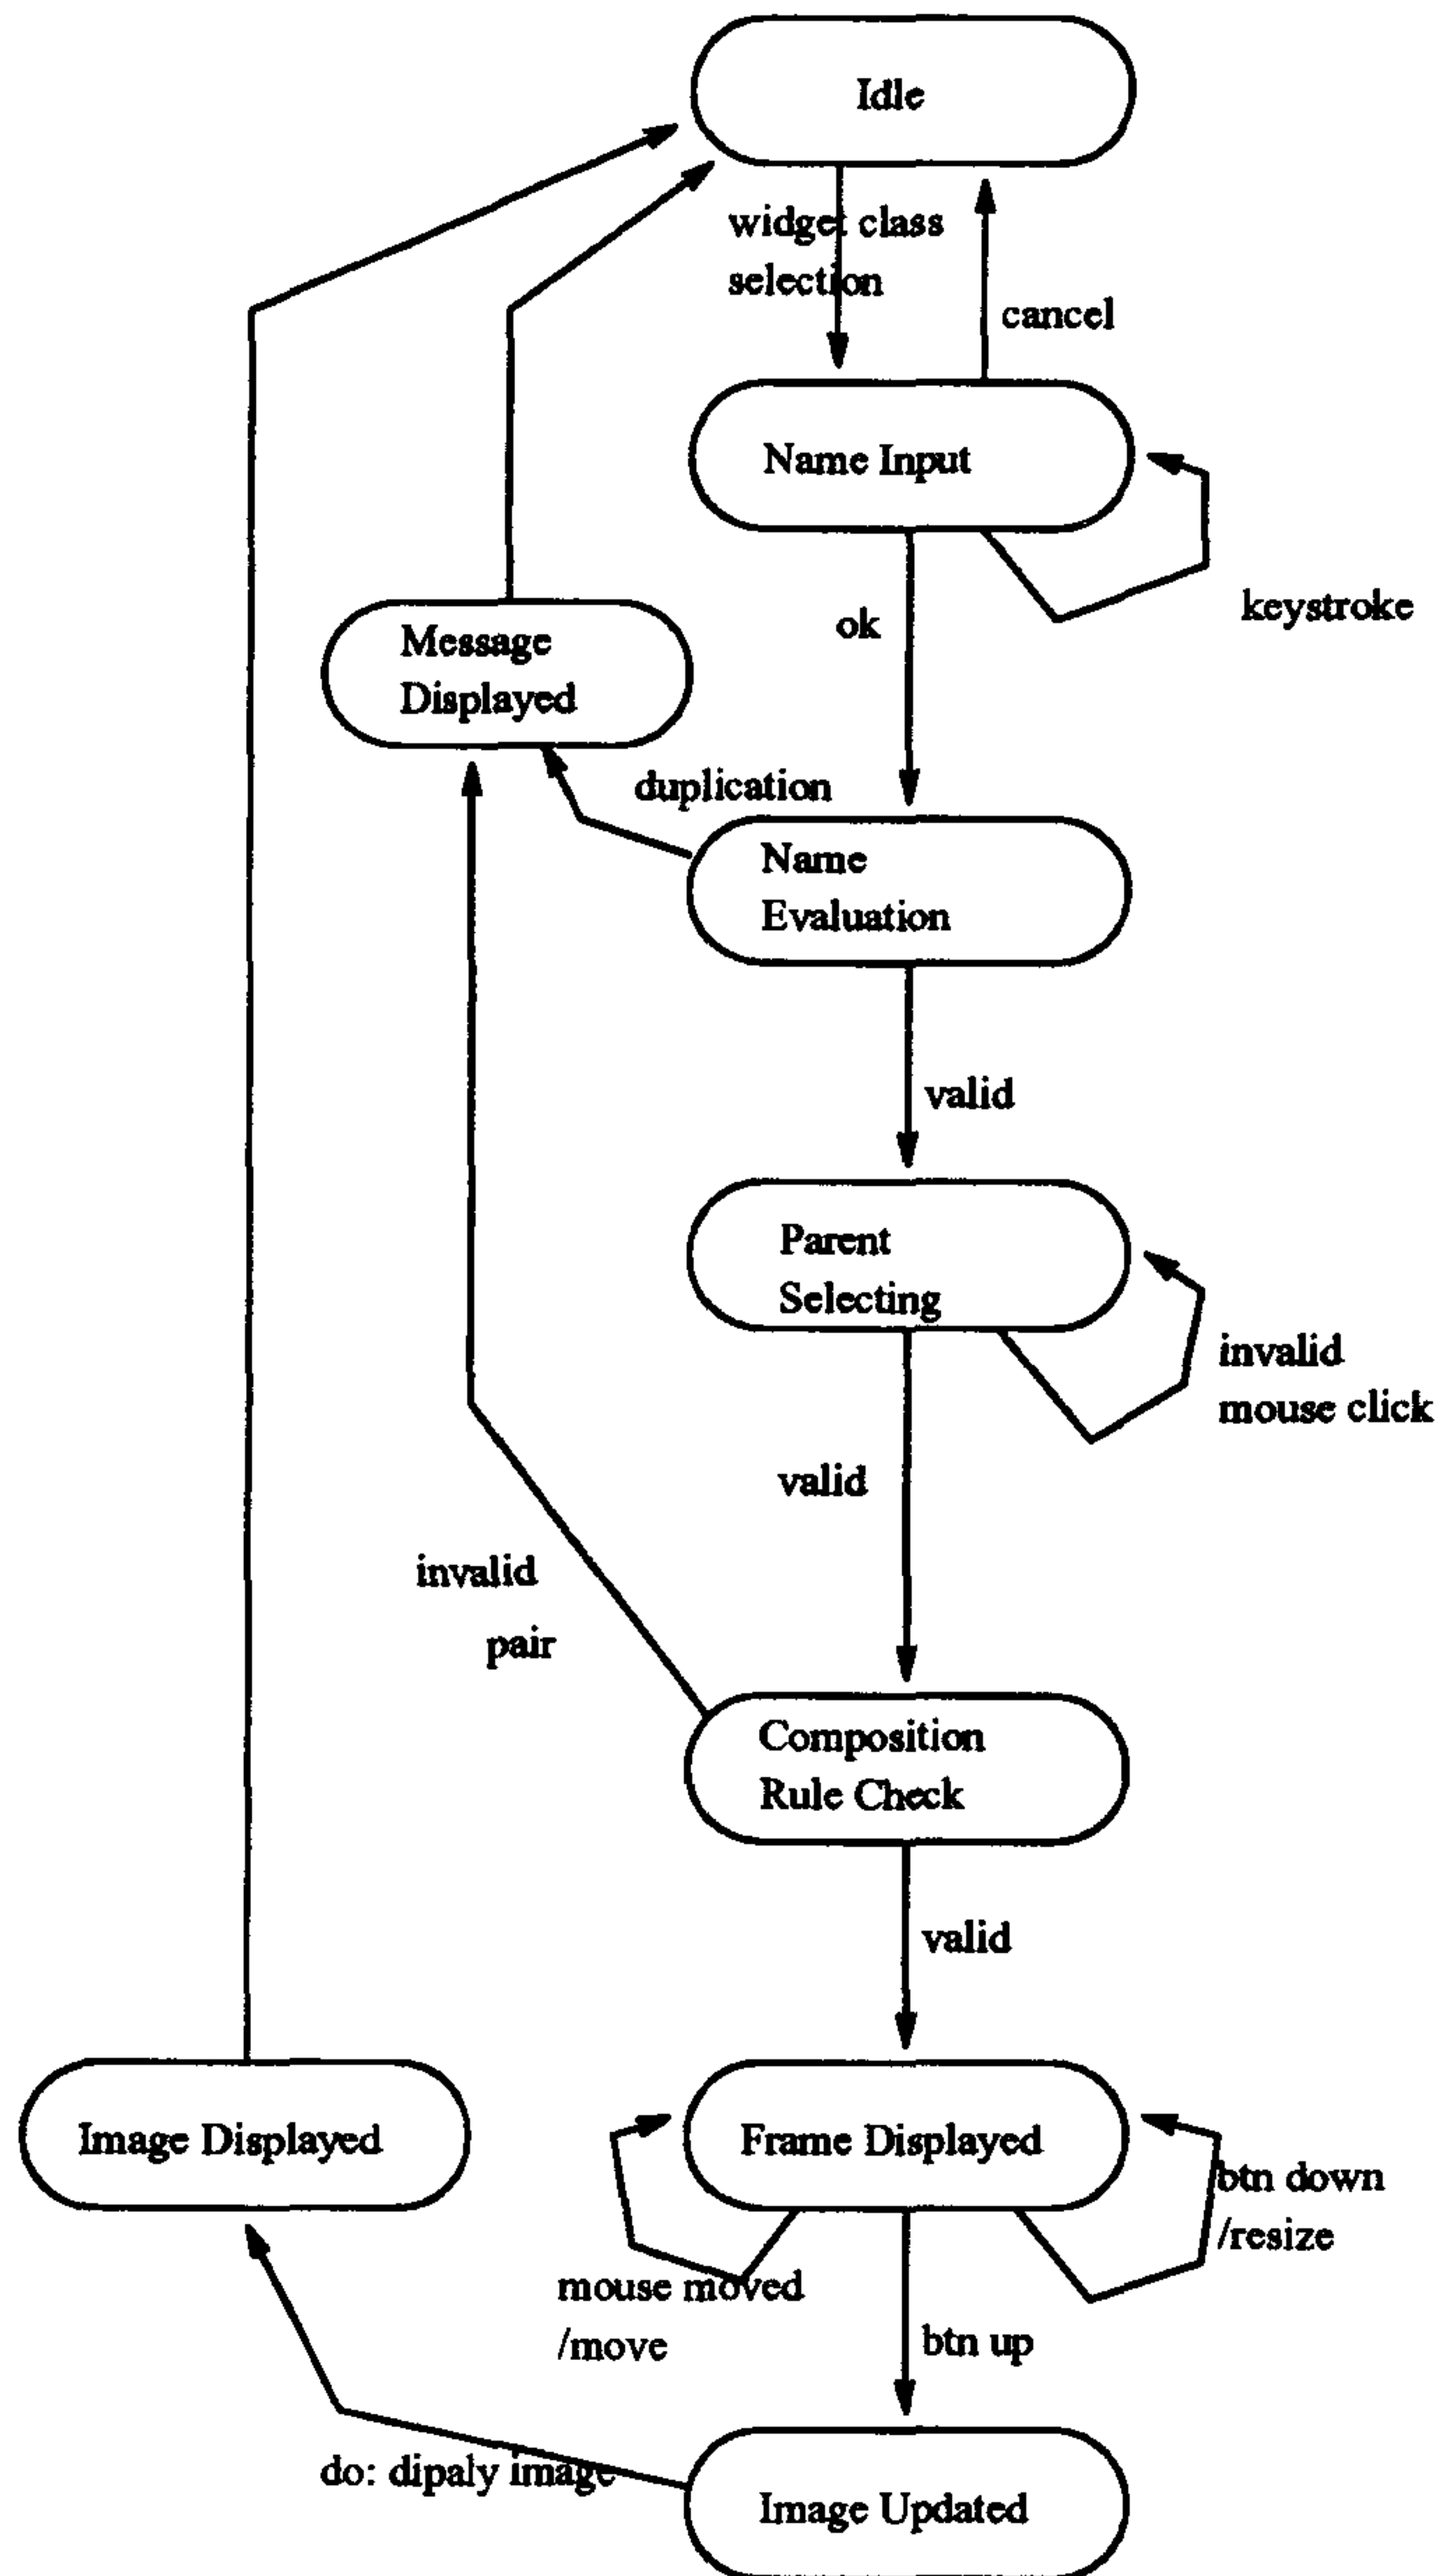 Idle
widget class
selection
cancel
Name Input
keystroke
ok
Message
Displayed
duplication
Name
Evaluation
valid
Parent
Selecting
invalid
mouse click
valid
invalid
pair
Composition
Rule Check
valid
Image Displayed
Frame Displayed
btn down
/resize
mouse moved
/move
btn up
do: dipaly image
Image Updated